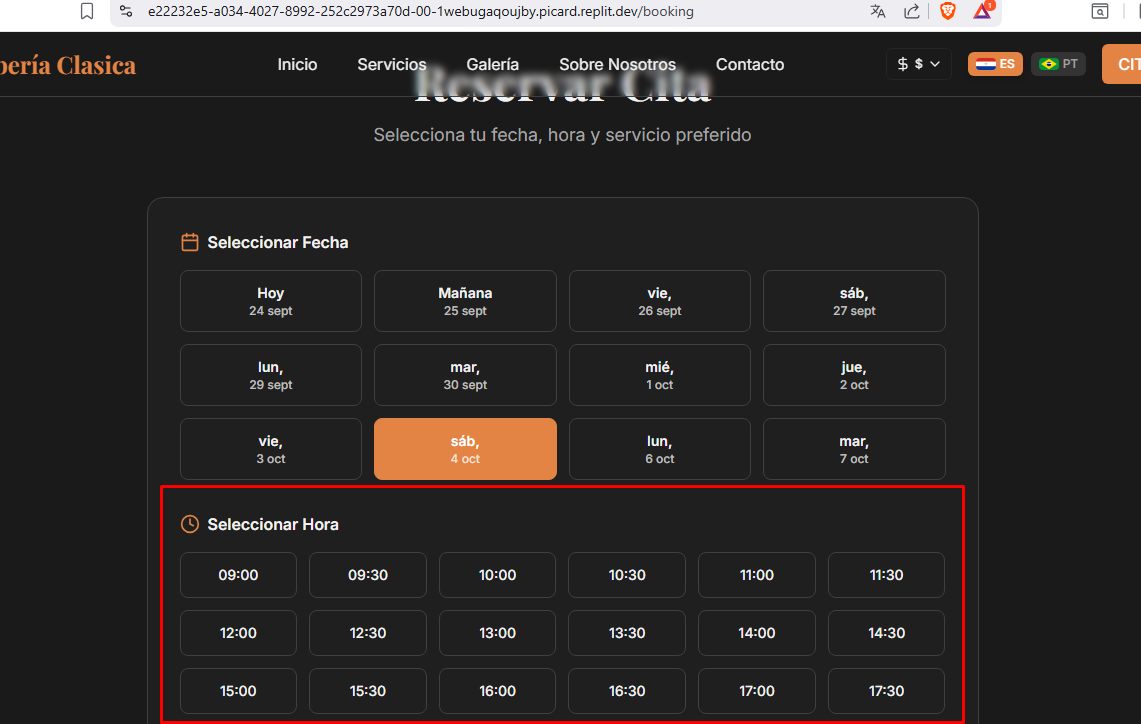 e22232e5-a034-4027-8992-252c2973a70d-00-1webugaqoujby.picard.replit.dev/booking
1
pería Clasica
Inicio
Servicios
Galería
Sobre Nosotros
Contacto
$ $
ES
PT
CIT
Reservar Cita
Selecciona tu fecha, hora y servicio preferido
Seleccionar Fecha
Hoy
24 sept
Mañana
25 sept
vie,
26 sept
sáb,
27 sept
lun,
29 sept
mar,
30 sept
mié,
1 oct
jue,
2 oct
vie,
3 oct
sáb,
4 oct
lun,
6 oct
mar,
7 oct
Seleccionar Hora
09:00
09:30
10:00
10:30
11:00
11:30
12:00
12:30
13:00
13:30
14:00
14:30
15:00
15:30
16:00
16:30
17:00
17:30